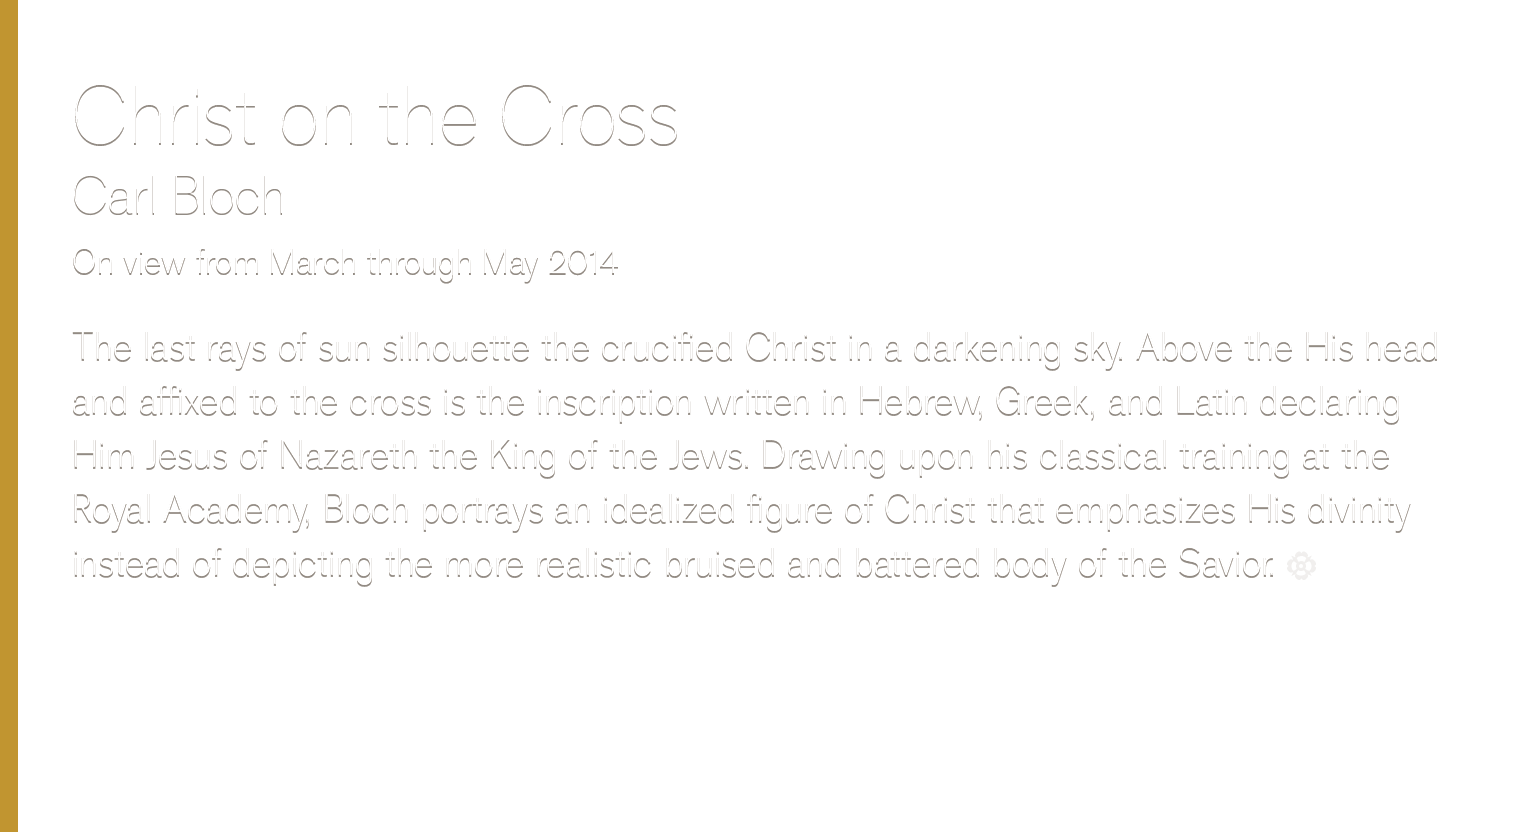 Christ on the Cross
Carl Bloch
On view from March through May 2014
The last rays of sun silhouette the crucified Christ in a darkening sky. Above the His head
and affixed to the cross is the inscription written in Hebrew, Greek, and Latin declaring
Him Jesus of Nazareth the King of the Jews. Drawing upon his classical training at the
Royal Academy, Bloch portrays an idealized figure of Christ that emphasizes His divinity
instead of depicting the more realistic bruised and battered body of the Savior.